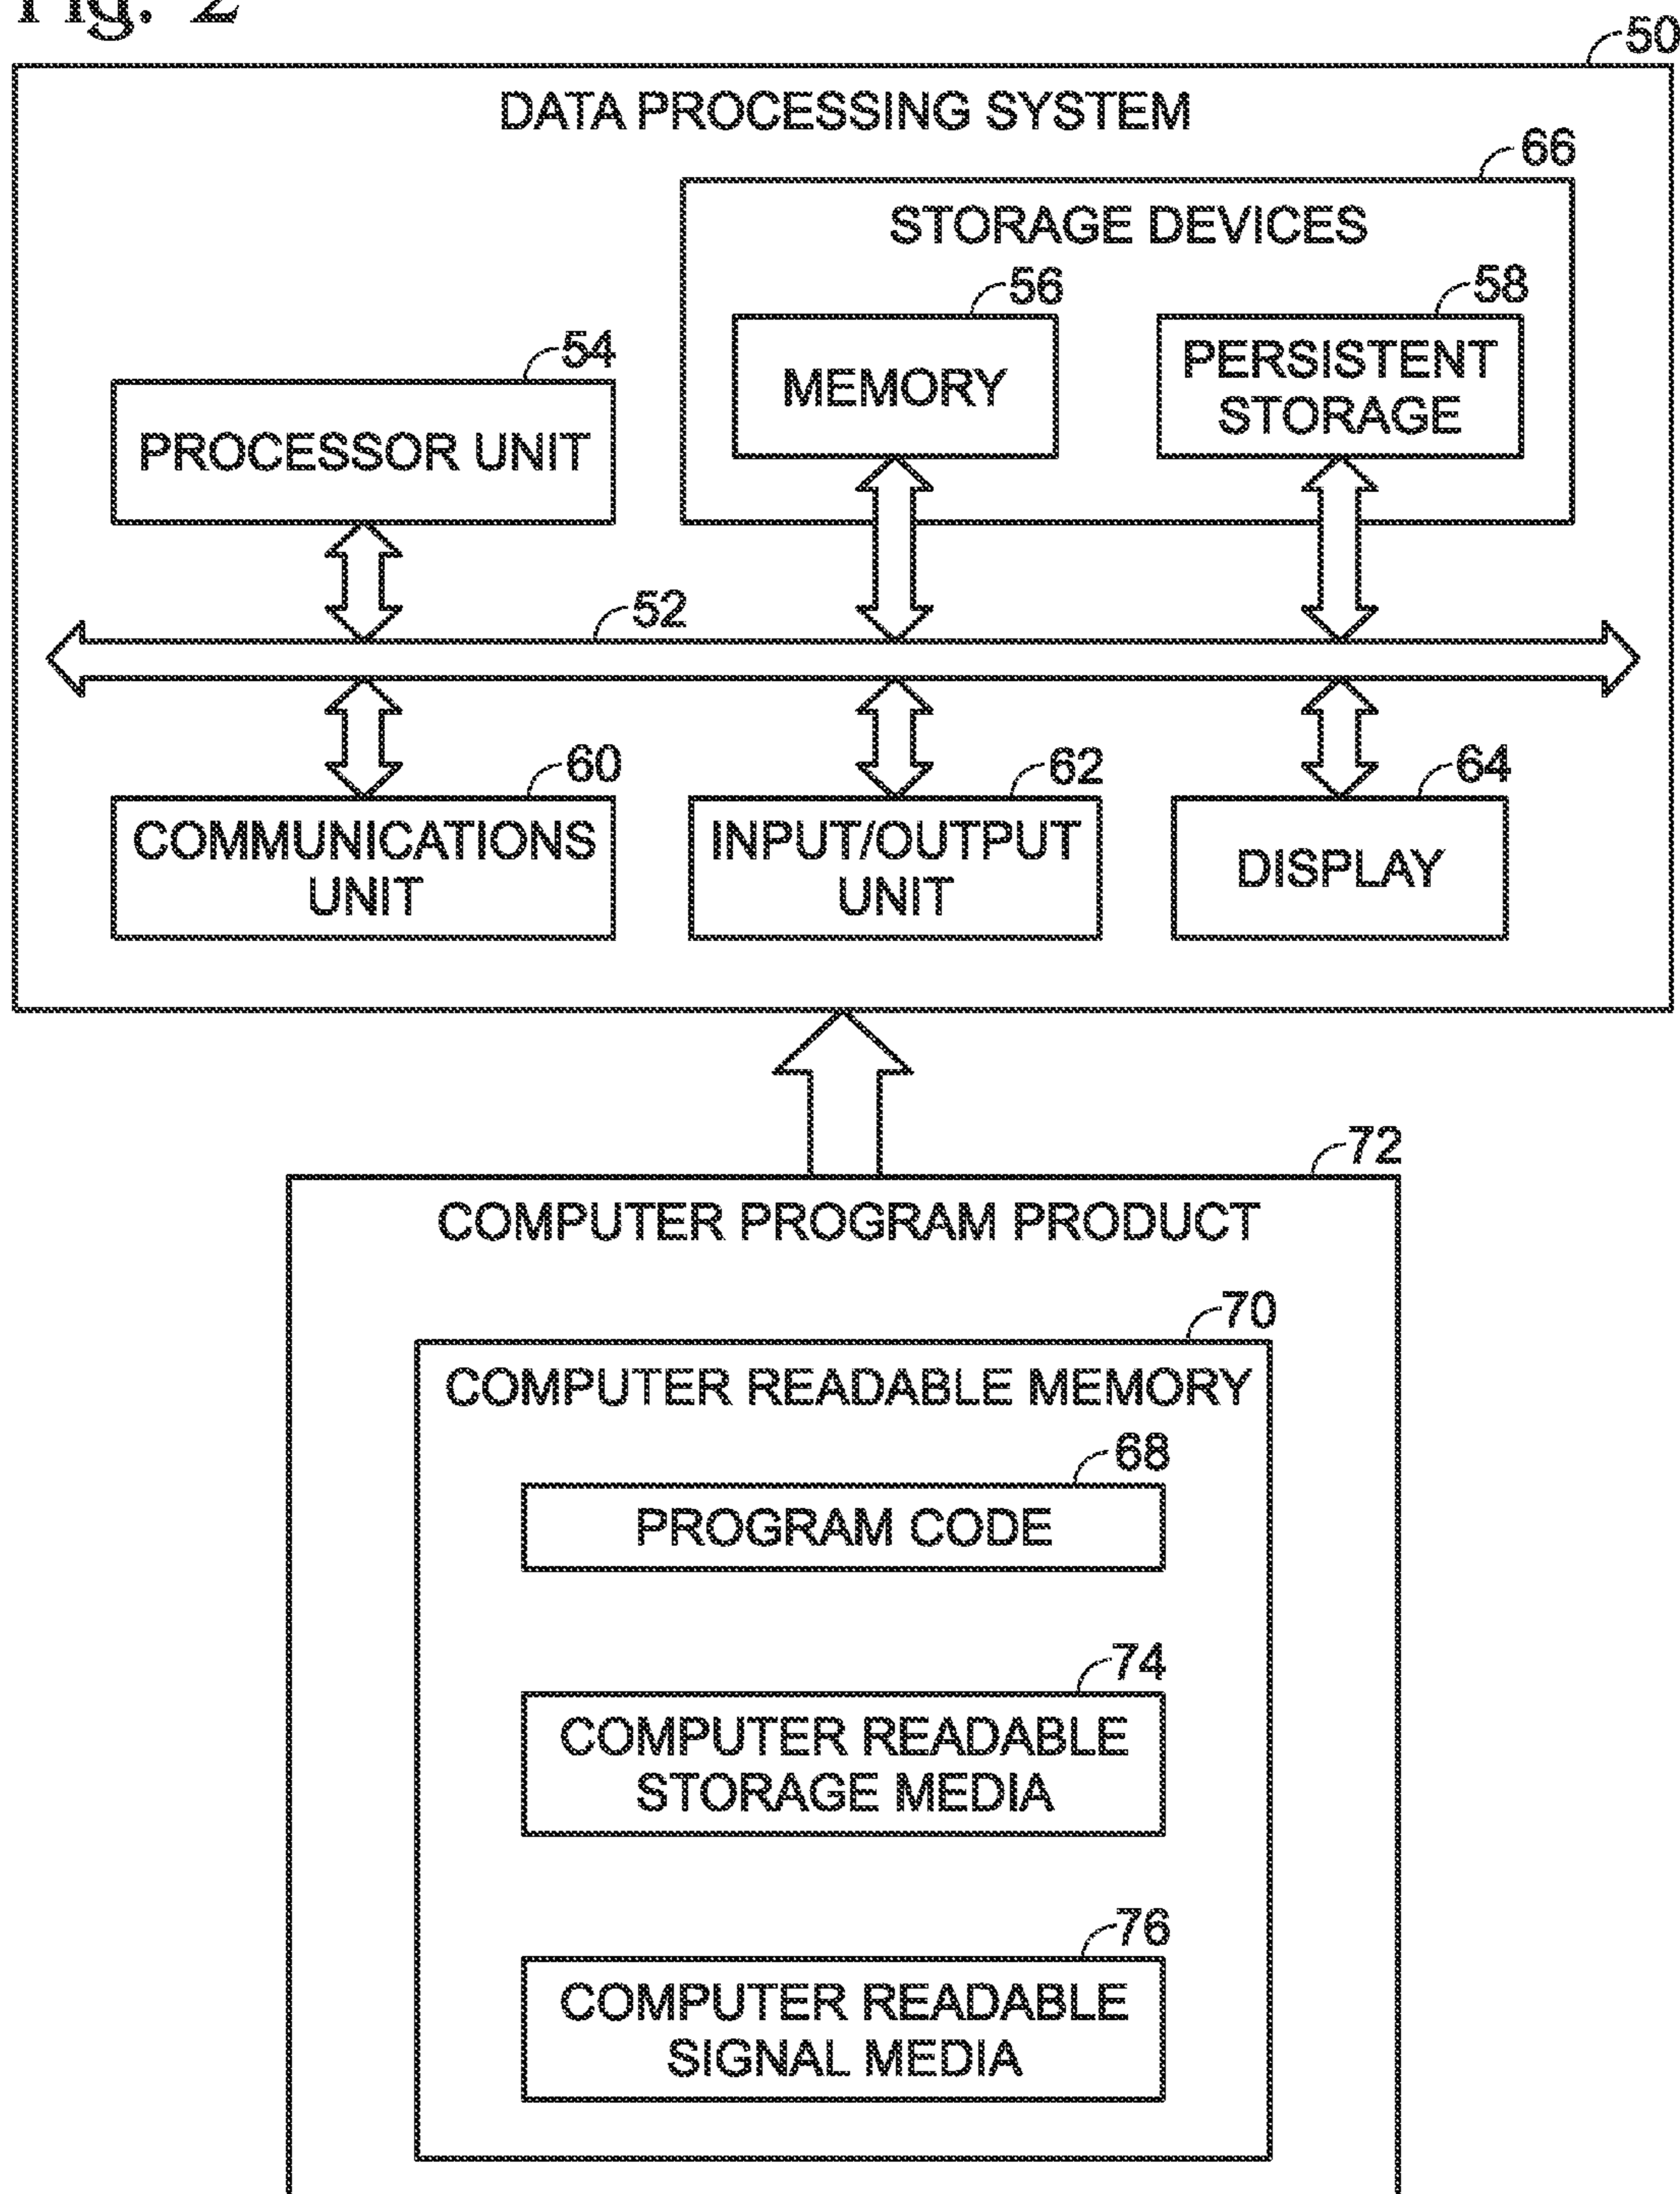 Fig. 2
50
DATA PROCESSING SYSTEM
66
STORAGE DEVICES
56
58
54
MEMORY
PERSISTENT
STORAGE
PROCESSOR UNIT
52
60
62
64
COMMUNICATIONS
UNIT
INPUT/OUTPUT
UNIT
DISPLAY
72
COMPUTER PROGRAM PRODUCT
70
COMPUTER READABLE MEMORY
68
PROGRAM CODE
74
COMPUTER READABLE
STORAGE MEDIA
76
COMPUTER READABLE
SIGNAL MEDIA